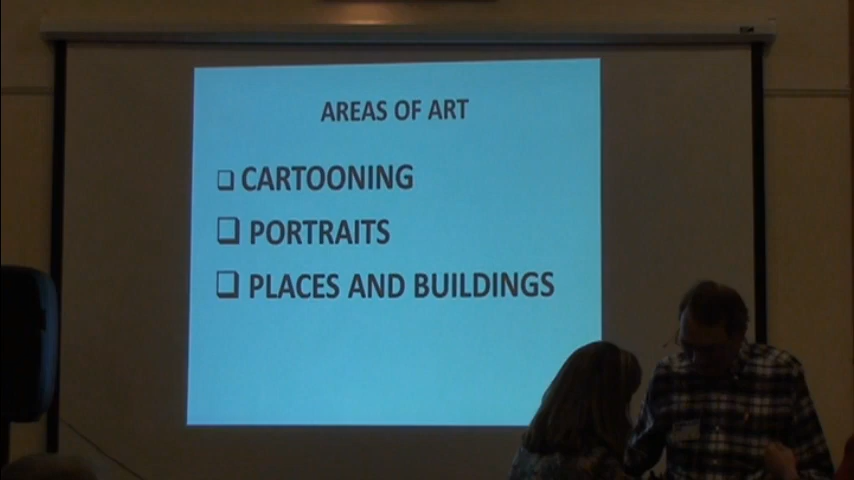 AREAS OF ART
❑ CARTOONING
❑ PORTRAITS
❑ PLACES AND BUILDINGS